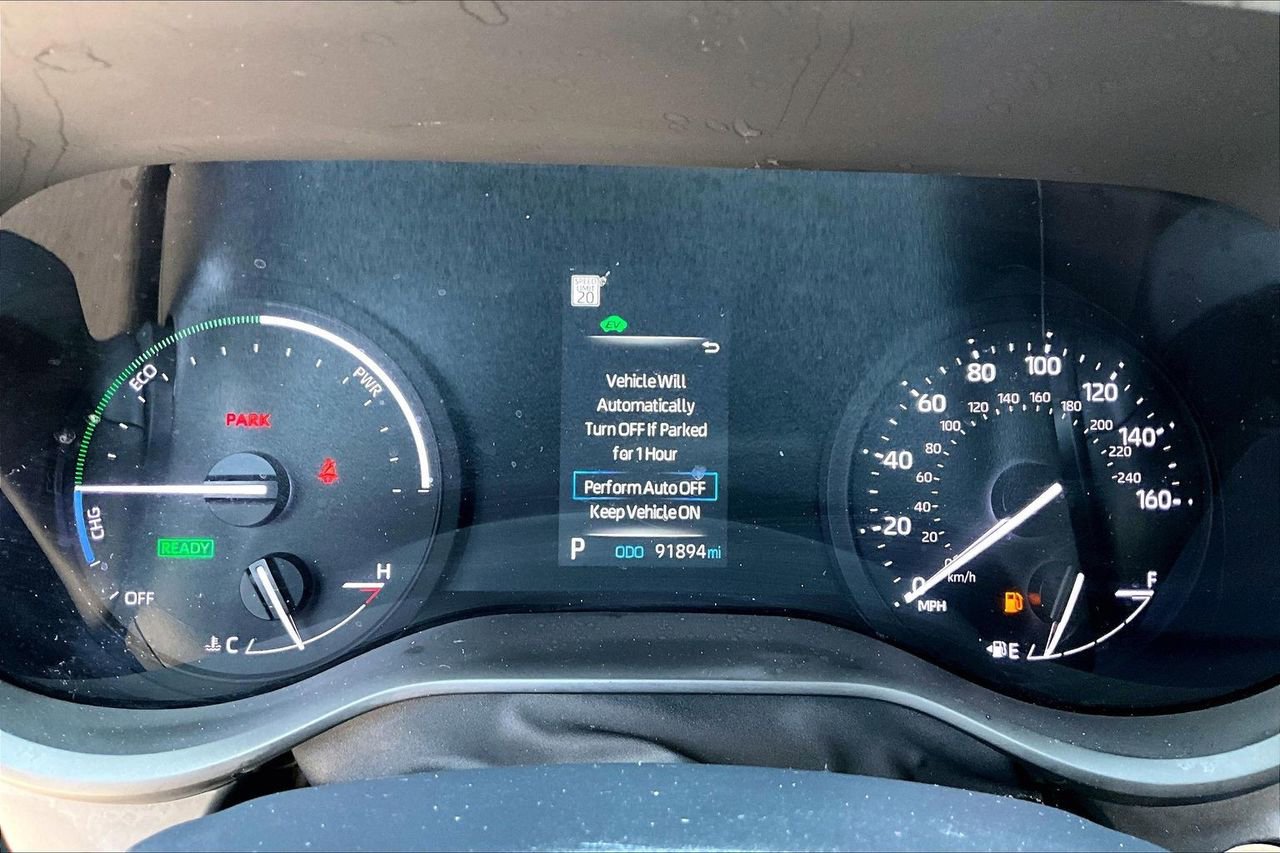 SPEED
LIMIT
20
EV
Vehicle Will
Automatically
Turn OFF If Parked
for 1 Hour
Perform Auto OFF
Keep Vehicle ON
P ODO 91894 mi
ECO
PWR
PARK
CHG
READY
OFF
H
C
0
20
40
60
80
100
120
140
160
MPH
20
40
60
80
100
120
140
160
180
200
220
240
km/h
F
E